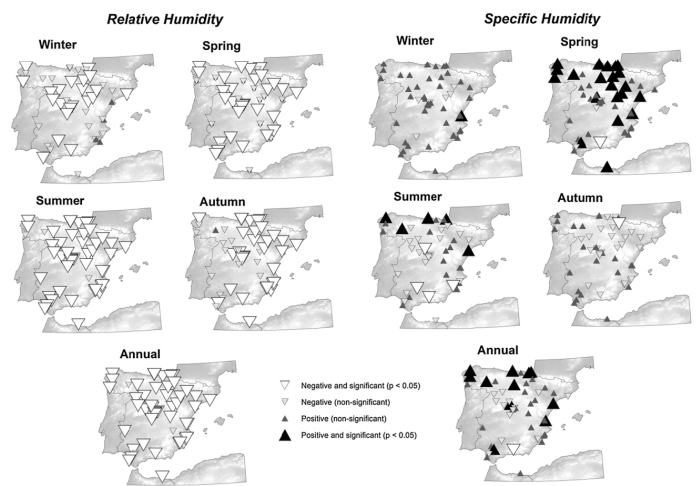 Relative Humidity
Specific Humidity
Winter
Spring
Winter
Spring
Summer
Autumn
Summer
Autumn
Annual
Annual
Negative and significant (p < 0.05)
Negative (non-significant)
Positive (non-significant)
Positive and significant (p < 0.05)